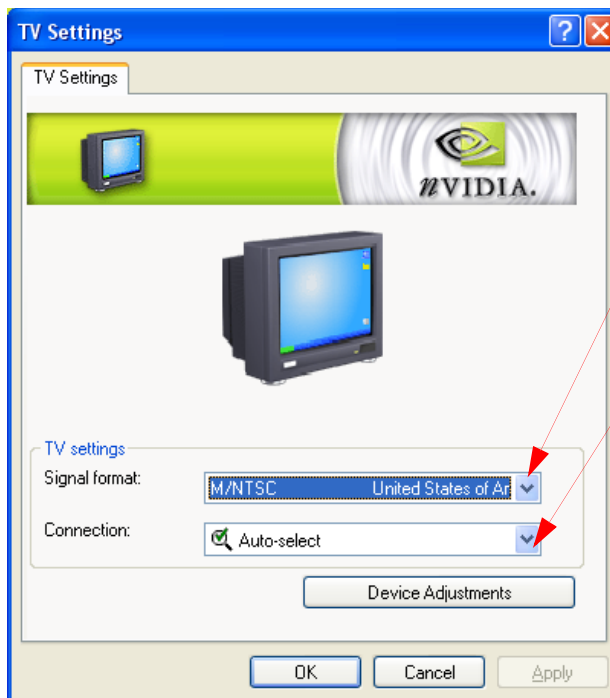 TV Settings
TV Settings
nVIDIA.
TV settings
Signal format:
M/NTSC United States of Am
Connection:
Auto-select
Device Adjustments
OK Cancel Apply